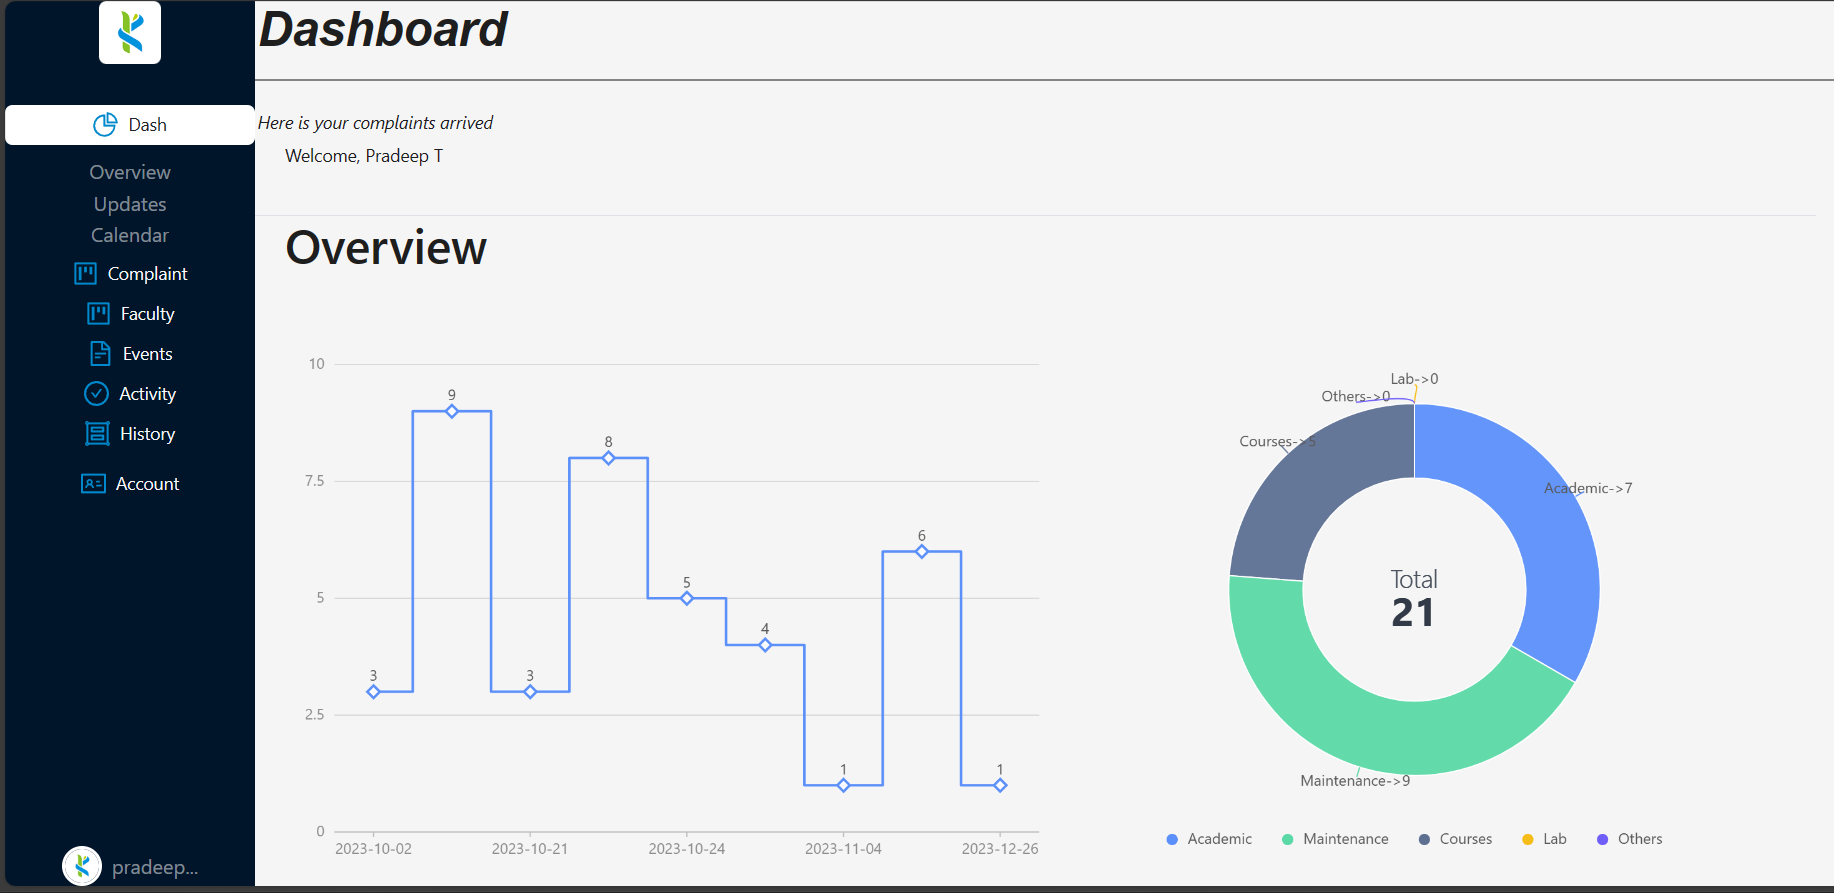 Dashboard
Dash
Here is your complaints arrived
Welcome, Pradeep T
Overview
Updates
Calendar
Complaint
Faculty
Events
Activity
History
Account
pradeep...
Overview
10
7.5
5
2.5
0
3
9
3
8
5
4
1
6
1
2023-10-02
2023-10-21
2023-10-24
2023-11-04
2023-12-26
Lab->0
Others->0
Courses->5
Academic->7
Maintenance->9
Total
21
Academic
Maintenance
Courses
Lab
Others